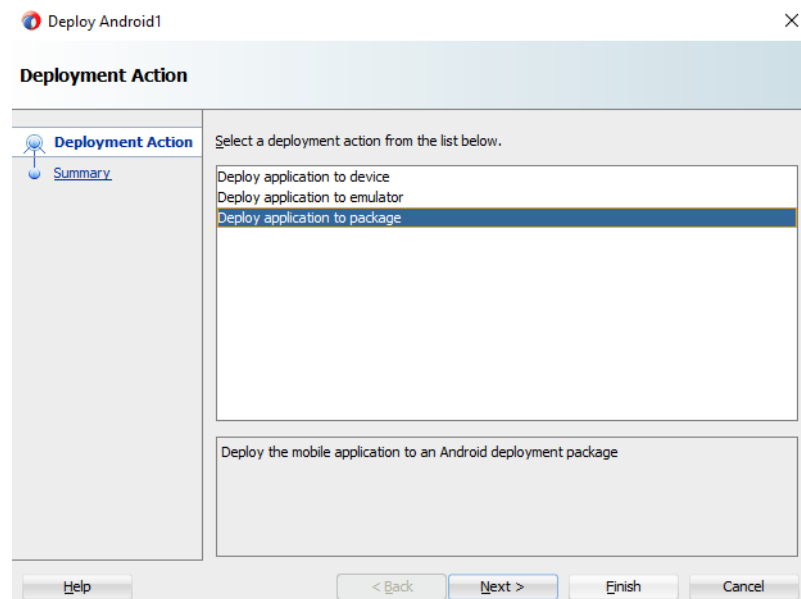 Deploy Android1
Deployment Action
Deployment Action
Summary
Select a deployment action from the list below.
Deploy application to device
Deploy application to emulator
Deploy application to package
Deploy the mobile application to an Android deployment package
Help
< Back
Next >
Finish
Cancel